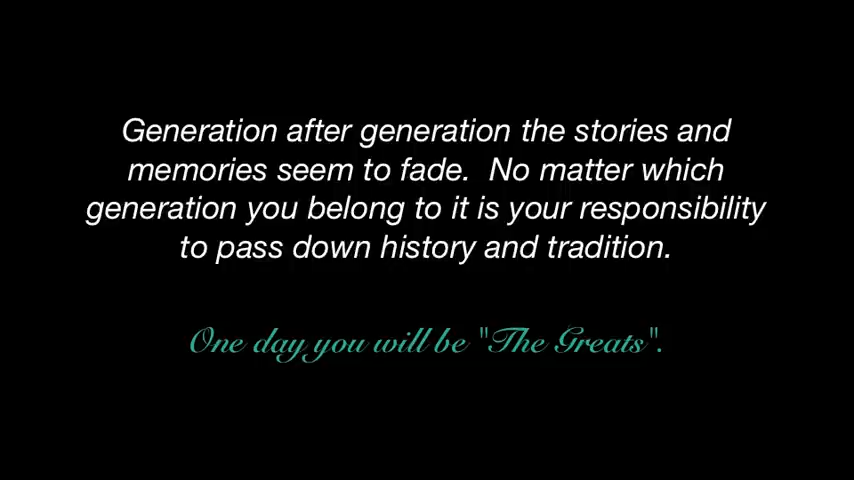 Generation after generation the stories and
memories seem to fade.  No matter which
generation you belong to it is your responsibility
to pass down history and tradition.
One day you will be "The Greats".